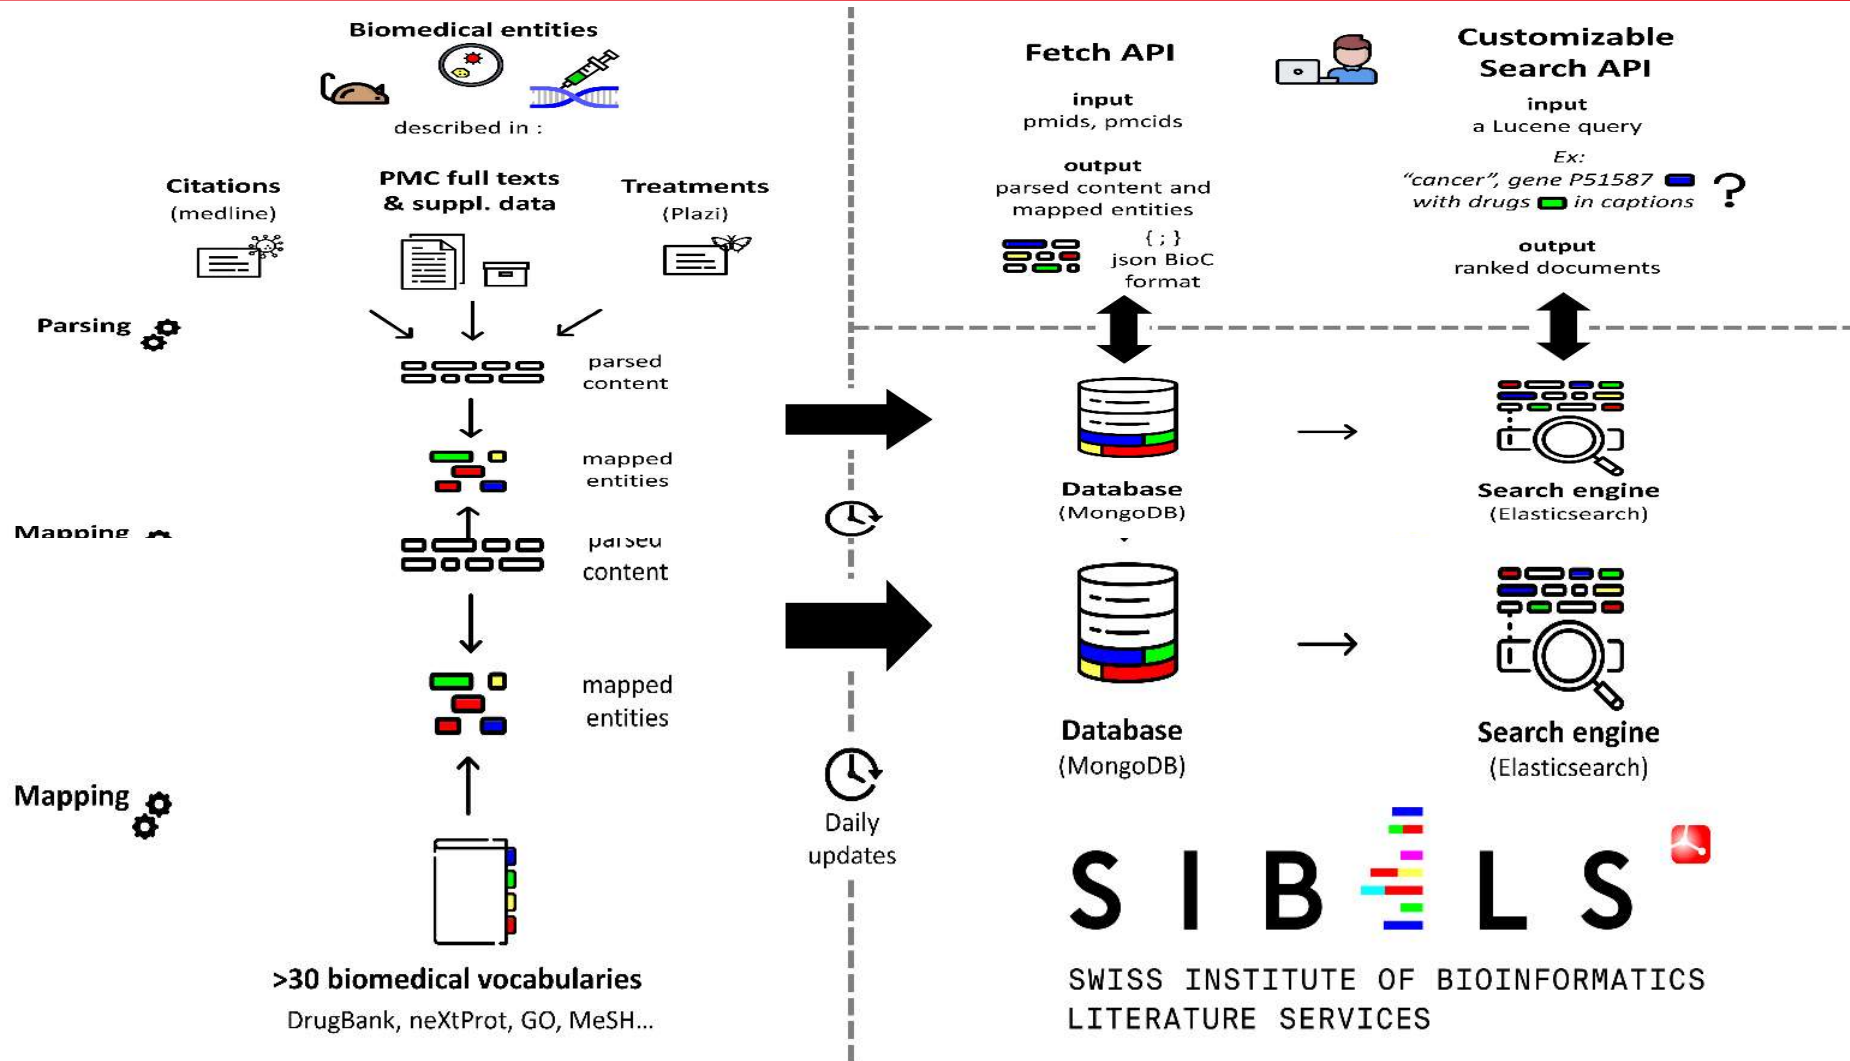 Biomedical entities
described in :
Citations
(medline)
PMC full texts
& suppl. data
Treatments
(Plazi)
Parsing
parsed
content
mapped
entities
Mapping
parsed
content
mapped
entities
Mapping
>30 biomedical vocabularies
DrugBank, neXtProt, GO, MeSH...
Daily
updates
Fetch API
input
pmids, pmcids
output
parsed content and
mapped entities
{ ; }
json BioC
format
Customizable
Search API
input
a Lucene query
Ex:
“cancer”, gene P51587
with drugs in captions
?
output
ranked documents
Database
(MongoDB)
Search engine
(Elasticsearch)
Database
(MongoDB)
Search engine
(Elasticsearch)
SIBiLS
SWISS INSTITUTE OF BIOINFORMATICS
LITERATURE SERVICES